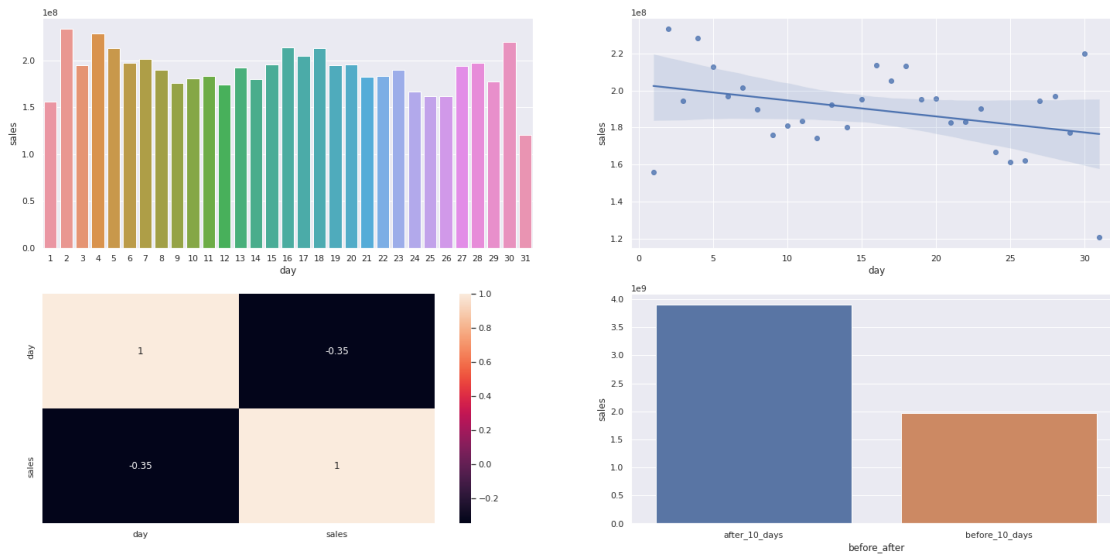 1e8
2.0
1.5
1.0
0.5
0.0
sales
1 2 3 4 5 6 7 8 9 10 11 12 13 14 15 16 17 18 19 20 21 22 23 24 25 26 27 28 29 30 31
day
1e8
2.2
2.0
1.8
1.6
1.4
1.2
sales
0 5 10 15 20 25 30
day
day
sales
1 -0.35
-0.35 1
day sales
1.0
0.8
0.6
0.4
0.2
0.0
−0.2
1e9
4.0
3.5
3.0
2.5
2.0
1.5
1.0
0.5
0.0
sales
after_10_days before_10_days
before_after